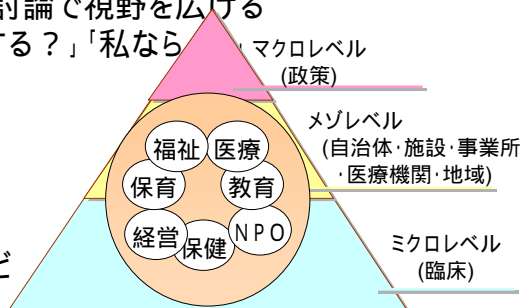 討論で視野を広げる
する？」「私なら
マクロレベル
(政策)
メゾレベル
(自治体･施設･事業所
･医療機関･地域)
福祉
医療
保育
教育
経営
保健
NPO
ミクロレベル
(臨床)
ど